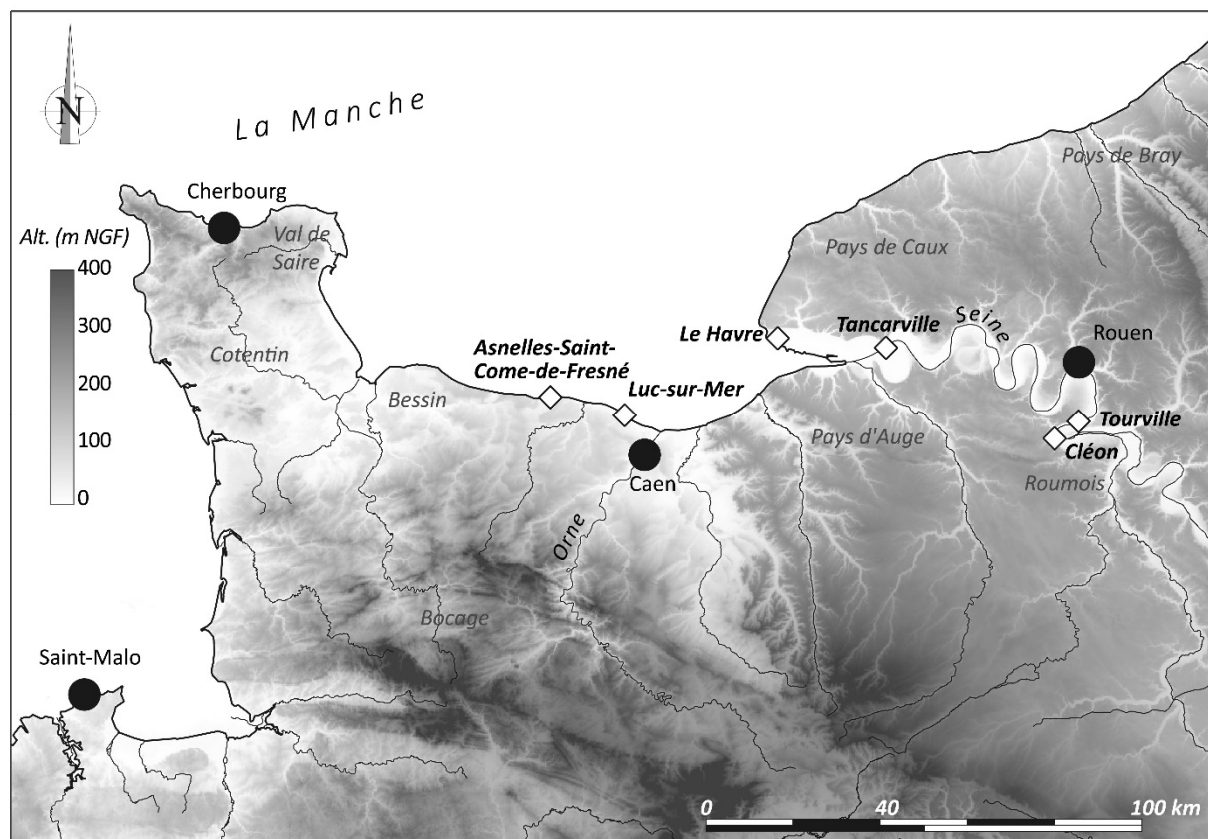 N
La Manche
Cherbourg
Pays de Bray
Alt. (m NGF)
Val de
Saire
Pays de Caux
400
300
200
100
0
Cotentin
Le Havre
Tancarville
Seine
Rouen
Asnelles-Saint-
Come-de-Fresné
Luc-sur-Mer
Bessin
Tourville
Pays d'Auge
Cléon
Caen
Roumois
Orne
Bocage
Saint-Malo
0
40
100 km